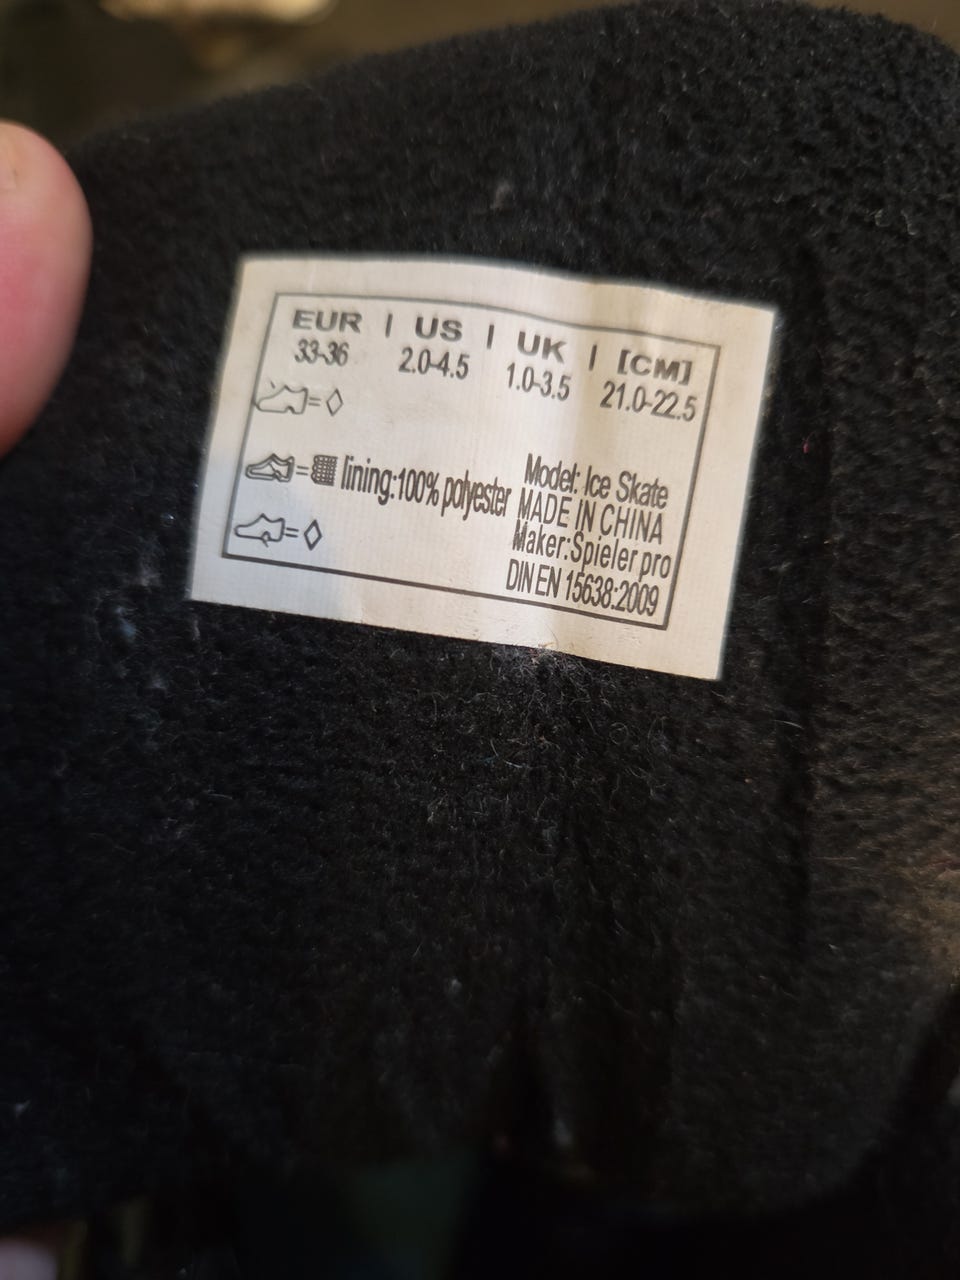 EUR | US | UK | [CM]
33-36 2.0-4.5 1.0-3.5 21.0-22.5
lining:100% polyester
Model: Ice Skate
MADE IN CHINA
Maker:Spieler pro
DIN EN 15638:2009